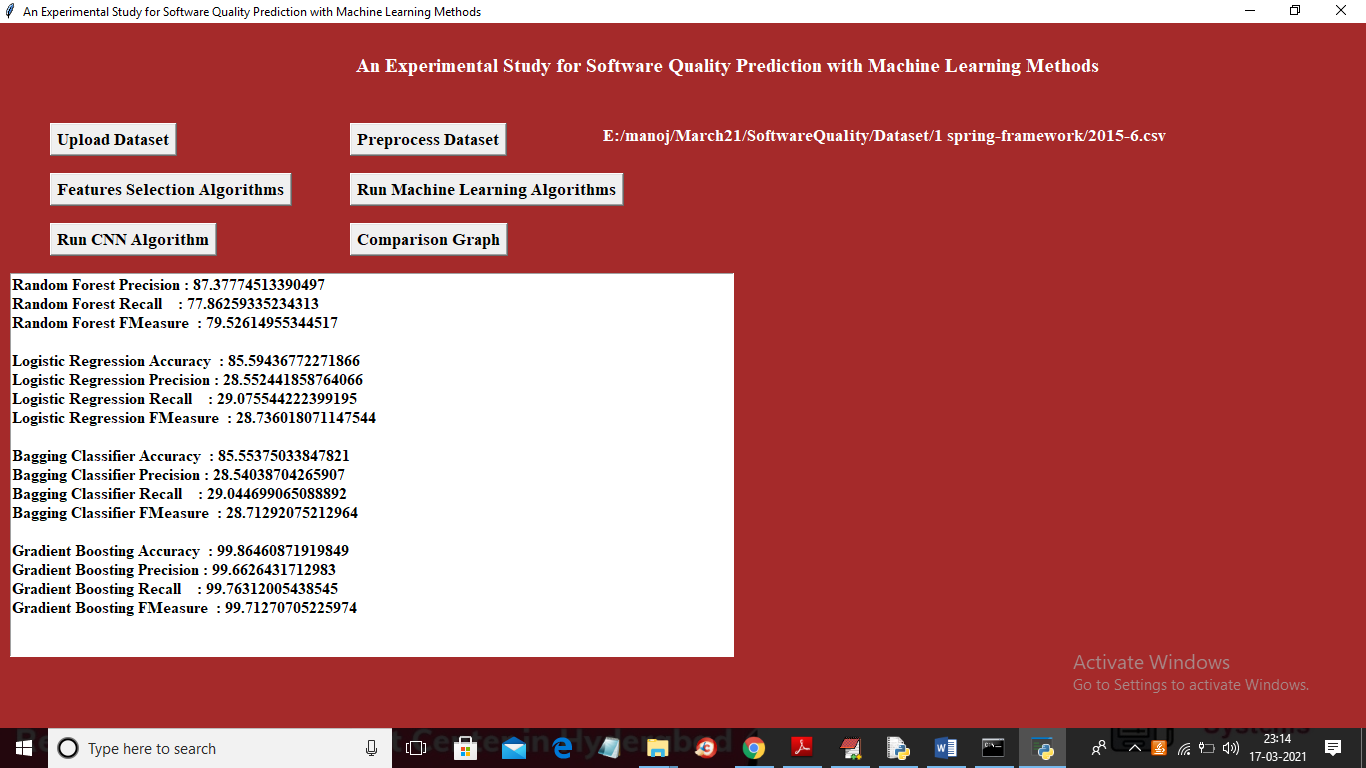 An Experimental Study for Software Quality Prediction with Machine Learning Methods
An Experimental Study for Software Quality Prediction with Machine Learning Methods
Upload Dataset
Preprocess Dataset
E:/manoj/March21/SoftwareQuality/Dataset/1 spring-framework/2015-6.csv
Features Selection Algorithms
Run Machine Learning Algorithms
Run CNN Algorithm
Comparison Graph
Random Forest Precision : 87.37774513390497
Random Forest Recall : 77.86259335234313
Random Forest FMeasure : 79.52614955344517
Logistic Regression Accuracy : 85.59436772271866
Logistic Regression Precision : 28.552441858764066
Logistic Regression Recall : 29.075544222399195
Logistic Regression FMeasure : 28.736018071147544
Bagging Classifier Accuracy : 85.55375033847821
Bagging Classifier Precision : 28.54038704265907
Bagging Classifier Recall : 29.044699065088892
Bagging Classifier FMeasure : 28.71292075212964
Gradient Boosting Accuracy : 99.86460871919849
Gradient Boosting Precision : 99.6626431712983
Gradient Boosting Recall : 99.76312005438545
Gradient Boosting FMeasure : 99.71270705225974
Activate Windows
Go to Settings to activate Windows.
Type here to search
23:14
17-03-2021